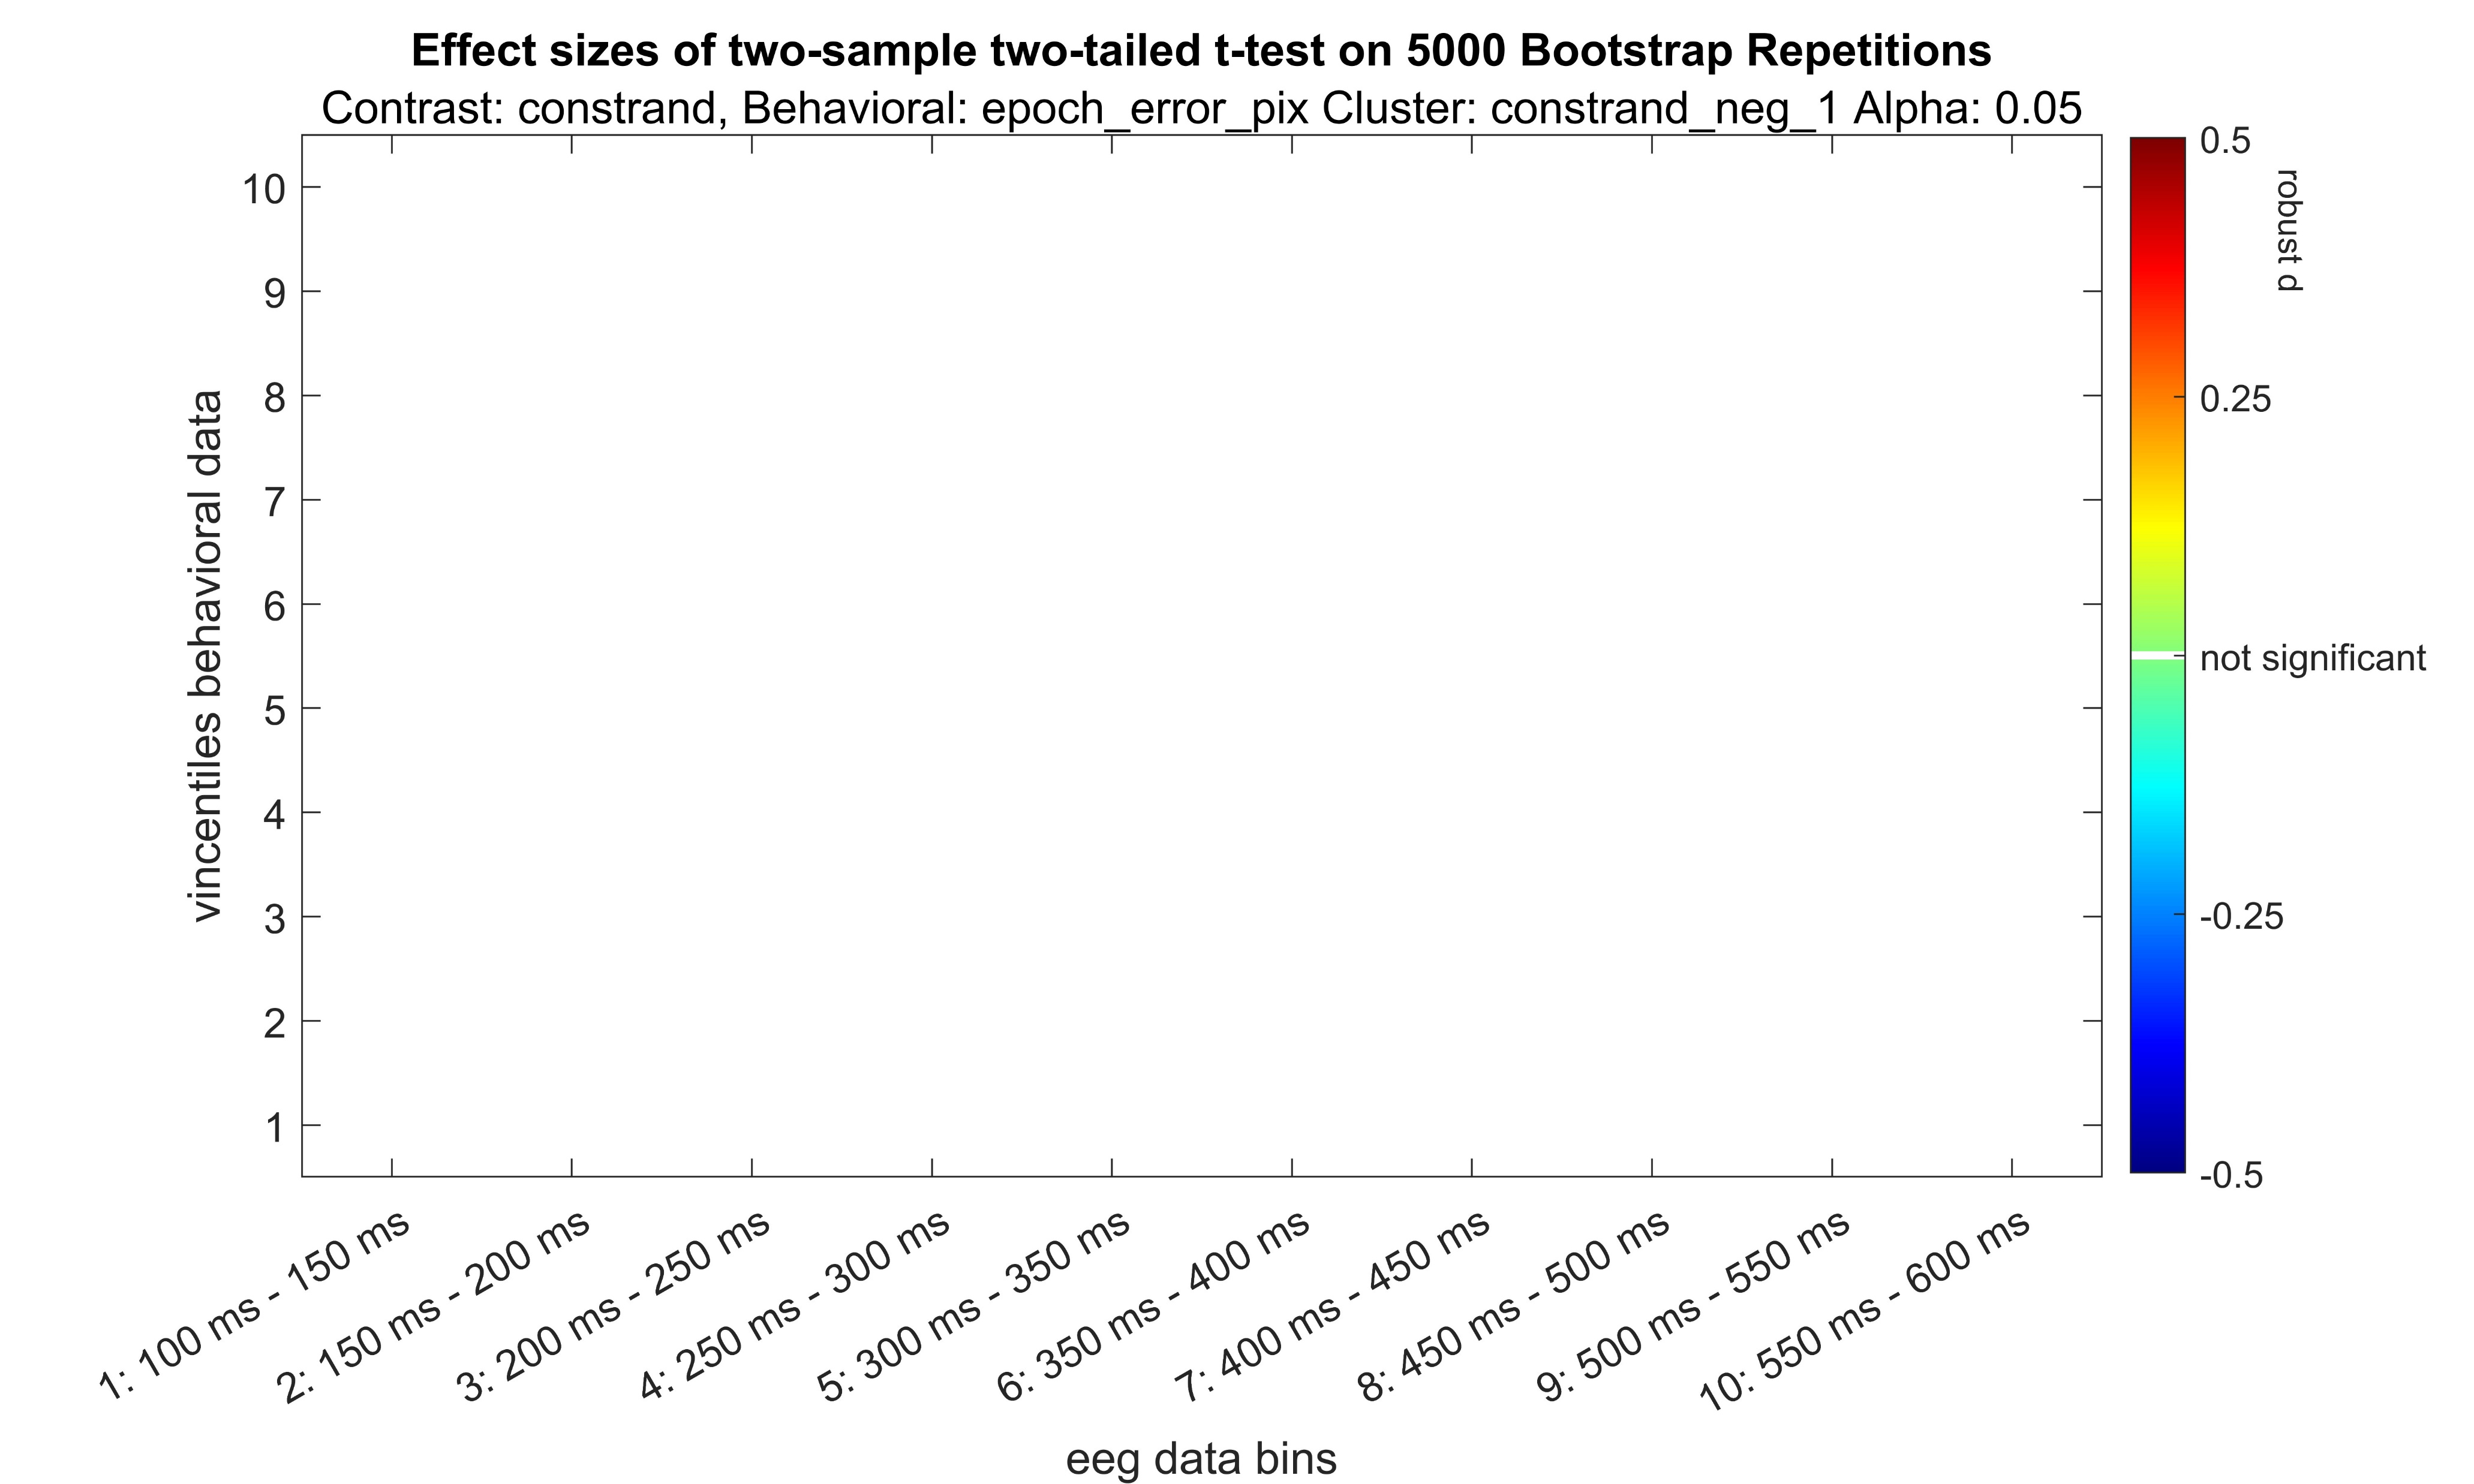 Effect sizes of two-sample two-tailed t-test on 5000 Bootstrap Repetitions
Contrast: constrand, Behavioral: epoch_error_pix Cluster: constrand_neg_1 Alpha: 0.05
vincentiles behavioral data
10
9
8
7
6
5
4
3
2
1
1: 100 ms - 150 ms
2: 150 ms - 200 ms
3: 200 ms - 250 ms
4: 250 ms - 300 ms
5: 300 ms - 350 ms
6: 350 ms - 400 ms
7: 400 ms - 450 ms
8: 450 ms - 500 ms
9: 500 ms - 550 ms
10: 550 ms - 600 ms
eeg data bins
0.5
0.25
not significant
-0.25
-0.5
robust d